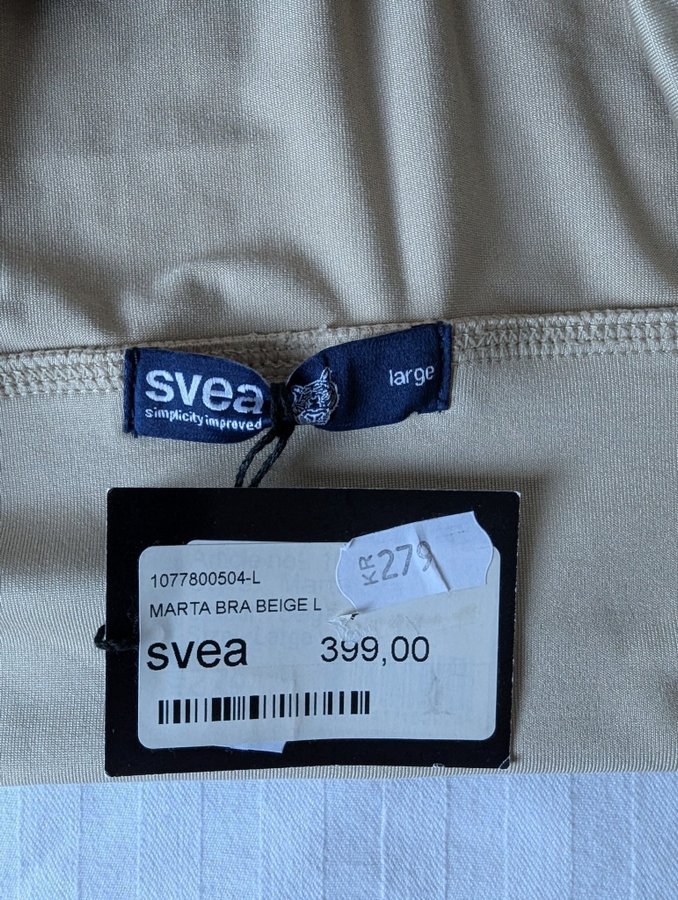 svea
simplicity improved
large
KR 279
1077800504-L
MARTA BRA BEIGE L
svea 399,00